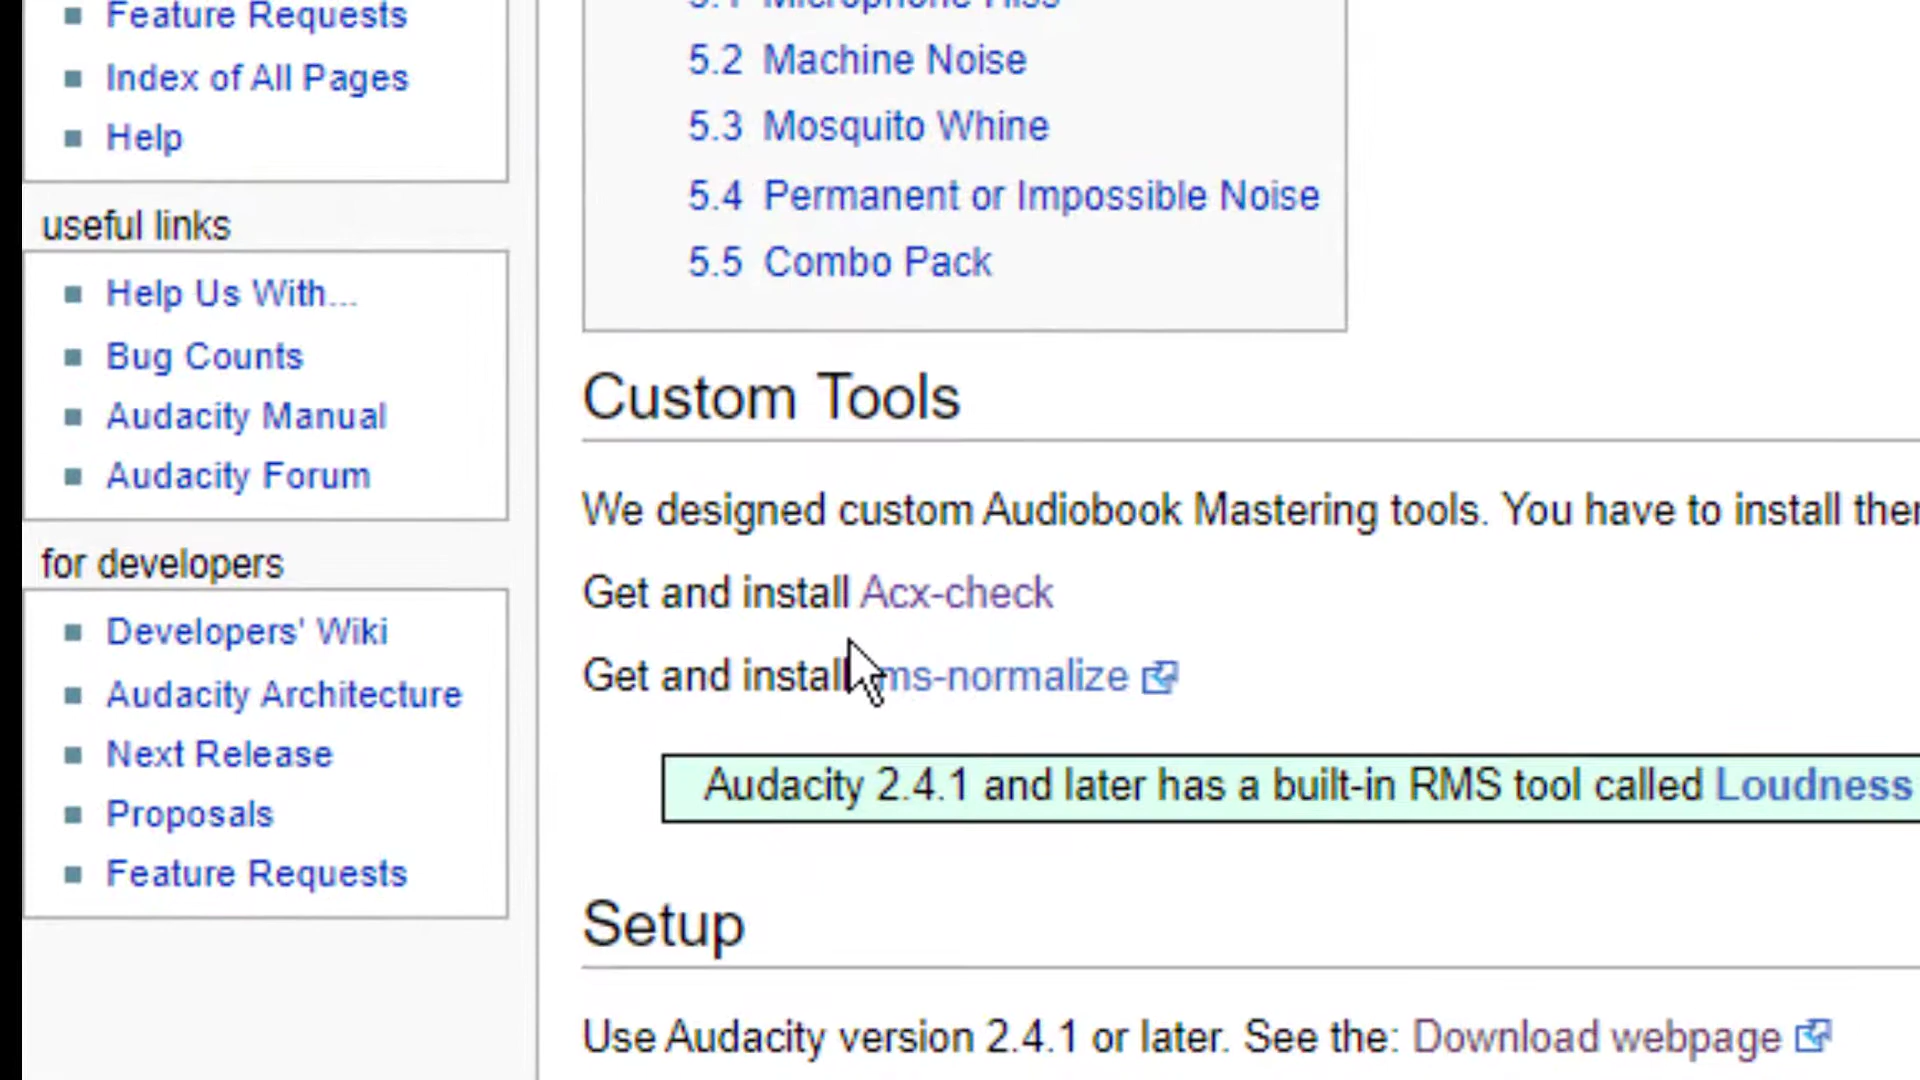 Feature Requests
Index of All Pages
Help
useful links
Help Us With...
Bug Counts
Audacity Manual
Audacity Forum
for developers
Developers' Wiki
Audacity Architecture
Next Release
Proposals
Feature Requests
5.1 Microphone Hiss
5.2 Machine Noise
5.3 Mosquito Whine
5.4 Permanent or Impossible Noise
5.5 Combo Pack
Custom Tools
We designed custom Audiobook Mastering tools. You have to install
Get and install Acx-check
Get and install ms-normalize
Audacity 2.4.1 and later has a built-in RMS tool called Loudness
Setup
Use Audacity version 2.4.1 or later. See the: Download webpage